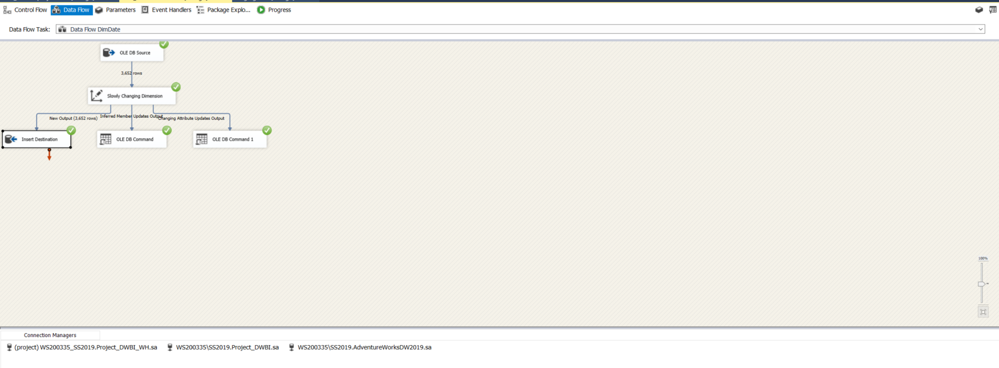 Control Flow Data Flow Parameters Event Handlers Package Explo... Progress
Data Flow Task: Data Flow DimDate
OLE DB Source
3,652 rows
Slowly Changing Dimension
New Output (3,652 rows) Inferred Member Updates Output Changing Attribute Updates Output
Insert Destination OLE DB Command OLE DB Command 1
100%
Connection Managers
(project) WS200335_SS2019.Project_DWBI_WH.sa WS200335\SS2019.Project_DWBI.sa WS200335\SS2019.AdventureWorksDW2019.sa